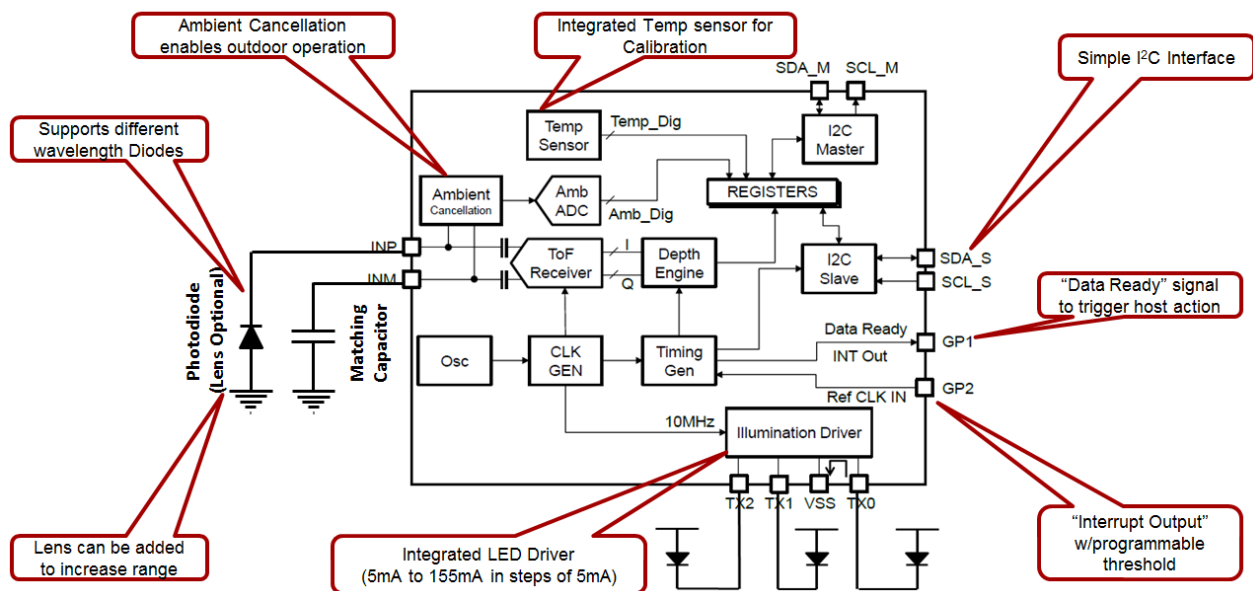 Ambient Cancellation
enables outdoor operation
Integrated Temp sensor for
Calibration
Simple I²C Interface
SDA_M
SCL_M
Supports different
wavelength Diodes
Temp
Sensor
Temp_Dig
I2C
Master
Ambient
Cancellation
Amb
ADC
Amb_Dig
REGISTERS
INP
INM
ToF
Receiver
I
Q
Depth
Engine
I2C
Slave
SDA_S
SCL_S
"Data Ready" signal
to trigger host action
Photodiode
(Lens Optional)
Matching
Capacitor
Osc
CLK
GEN
Timing
Gen
Data Ready
INT Out
GP1
Ref CLK IN
GP2
10MHz
Illumination Driver
TX2
TX1
VSS
TX0
Lens can be added
to increase range
Integrated LED Driver
(5mA to 155mA in steps of 5mA)
"Interrupt Output"
w/programmable
threshold